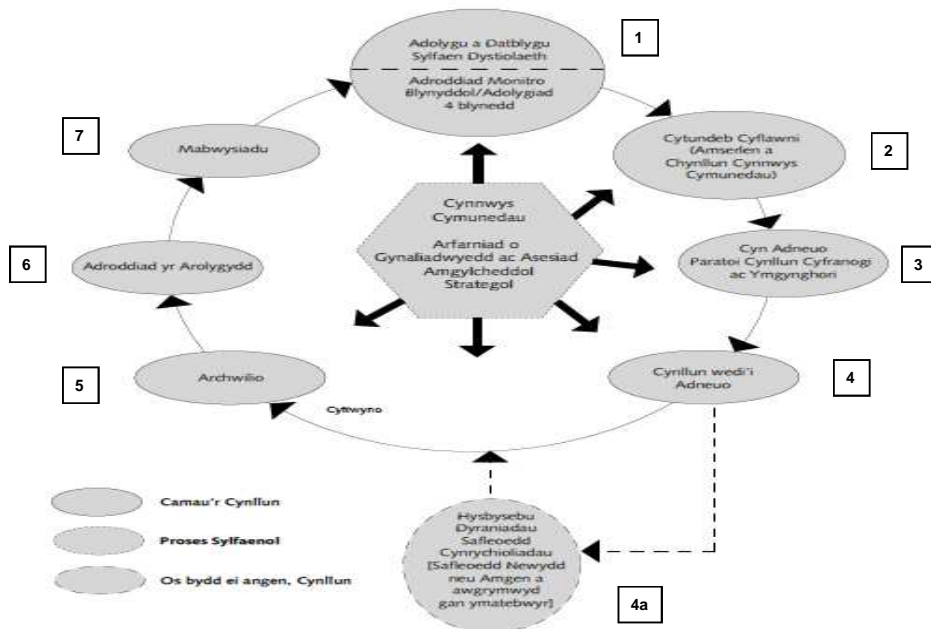 1
Adolygu a Datblygu
Sylfaen Dystiolaeth
Adroddiad Monitro
Blynyddol/Adolygiad
4 blynedd
2
Cytundeb Cyflawni
(Amserlen a
Chynllun Cynnwys
Cymunedau)
3
Cyn Adneuo
Paratoi Cynllun Cyfranogi
ac Ymgynghori
4
Cynllun wedi'i
Adneuo
4a
Hysbysebu
Dyraniadau
Safleoedd
Cynrychioliadau
[Safleoedd Newydd
neu Amgen a
awgrymwyd
gan ymatebwyr]
Cyflwyno
5
Archwilio
6
Adroddiad yr Arolygydd
7
Mabwysiadu
Cynnwys
Cymunedau
Arfarniad o
Gynaliadwyedd ac Asesiad
Amgylcheddol
Strategol
Camau'r Cynllun
Proses Sylfaenol
Os bydd ei angen, Cynllun